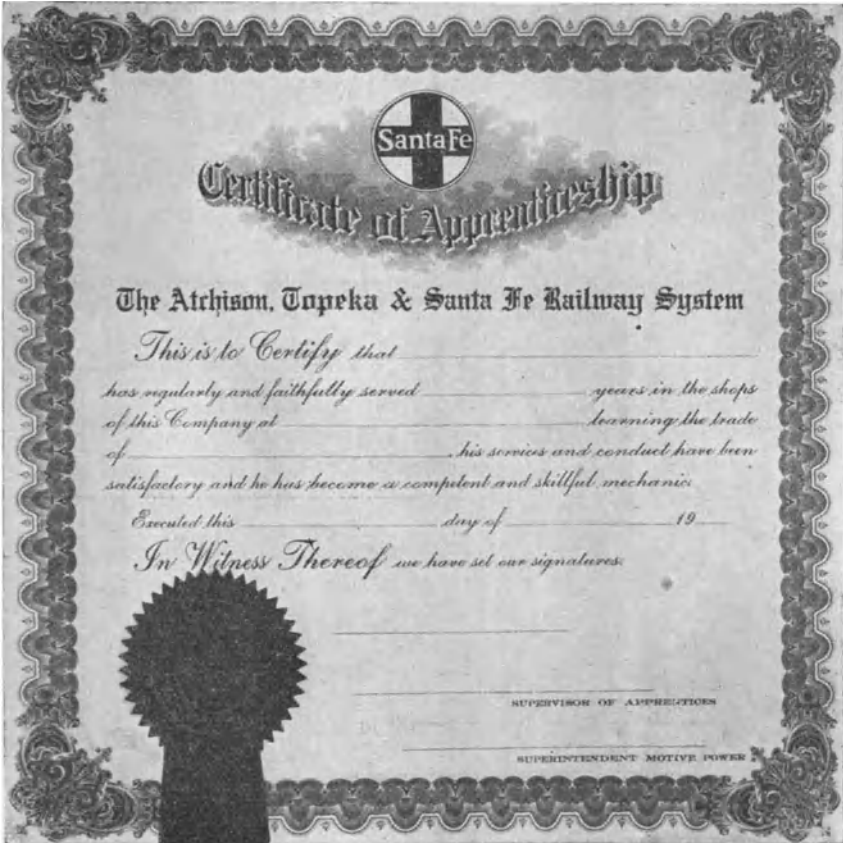 Santa Fe
Certificate of Apprenticeship
The Atchison, Topeka & Santa Fe Railway System
This is to Certify that
has regularly and faithfully served years in the shops
of this Company at learning the trade
of , his services and conduct have been
satisfactory and he has become a competent and skillful mechanic.
Executed this day of 19
In Witness Thereof we have set our signatures.
SUPERVISOR OF APPRENTICES
SUPERINTENDENT MOTIVE POWER